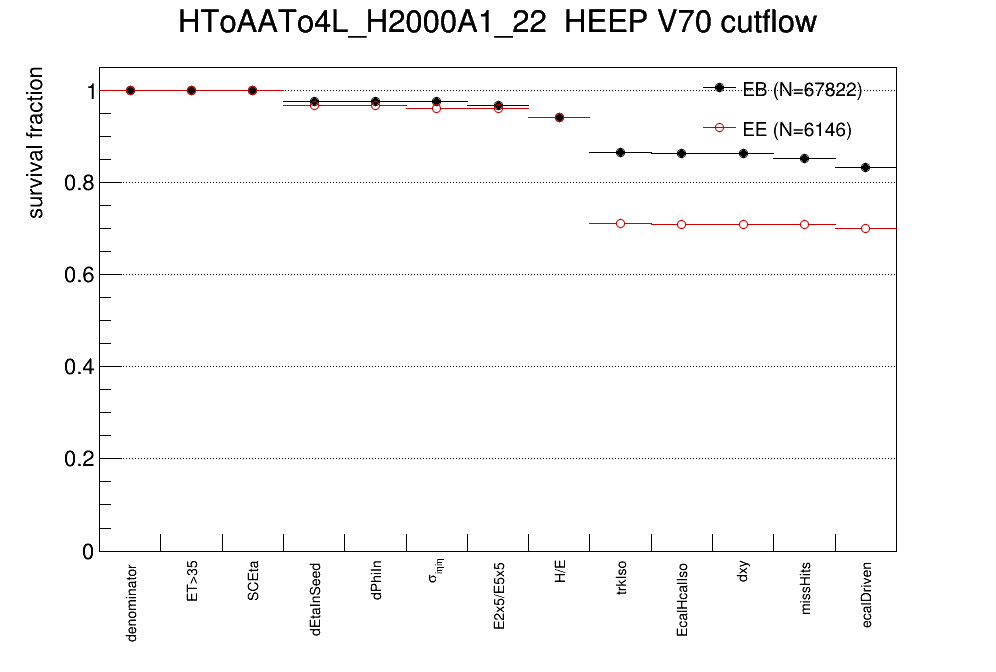 HToAATo4L_H2000A1_22 HEEP V70 cutflow
survival fraction
1
0.8
0.6
0.4
0.2
0
EB (N=67822)
EE (N=6146)
denominator
ET>35
SCEta
dEtaInSeed
dPhiIn
σiηiη
E2x5/E5x5
H/E
trkIso
EcalHcalIso
dxy
missHits
ecalDriven